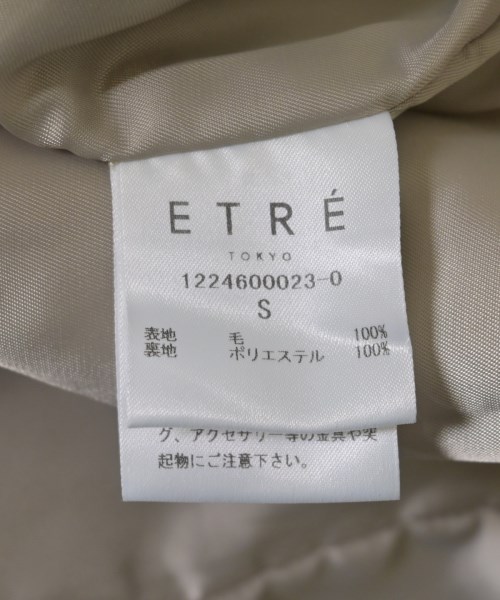 ETRÉ
TOKYO
1224600023-0
S
表地 毛 100%
裏地 ポリエステル 100%
グ、アクセサリー等の金具や突
起物にご注意下さい。